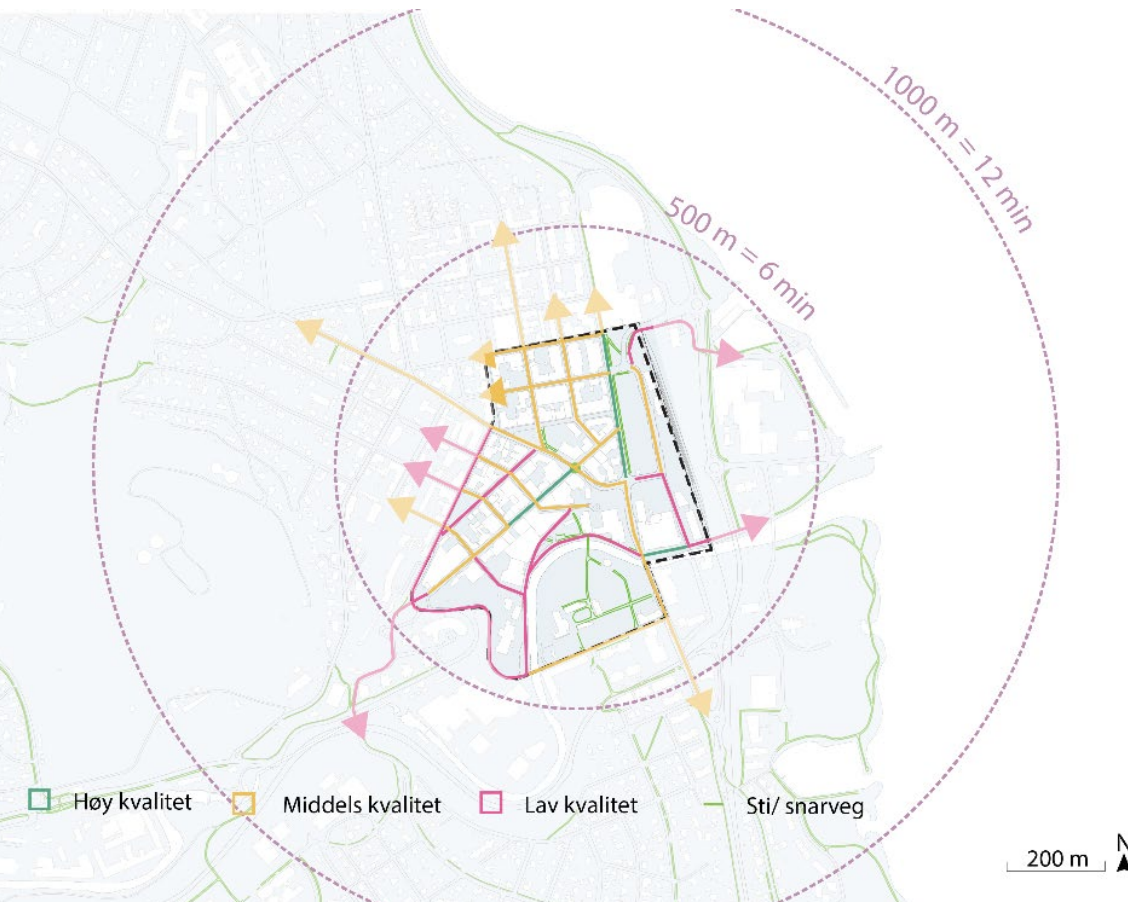 1000 m = 12 min
500 m = 6 min
Høy kvalitet
Middels kvalitet
Lav kvalitet
Sti/ snarveg
200 m
N